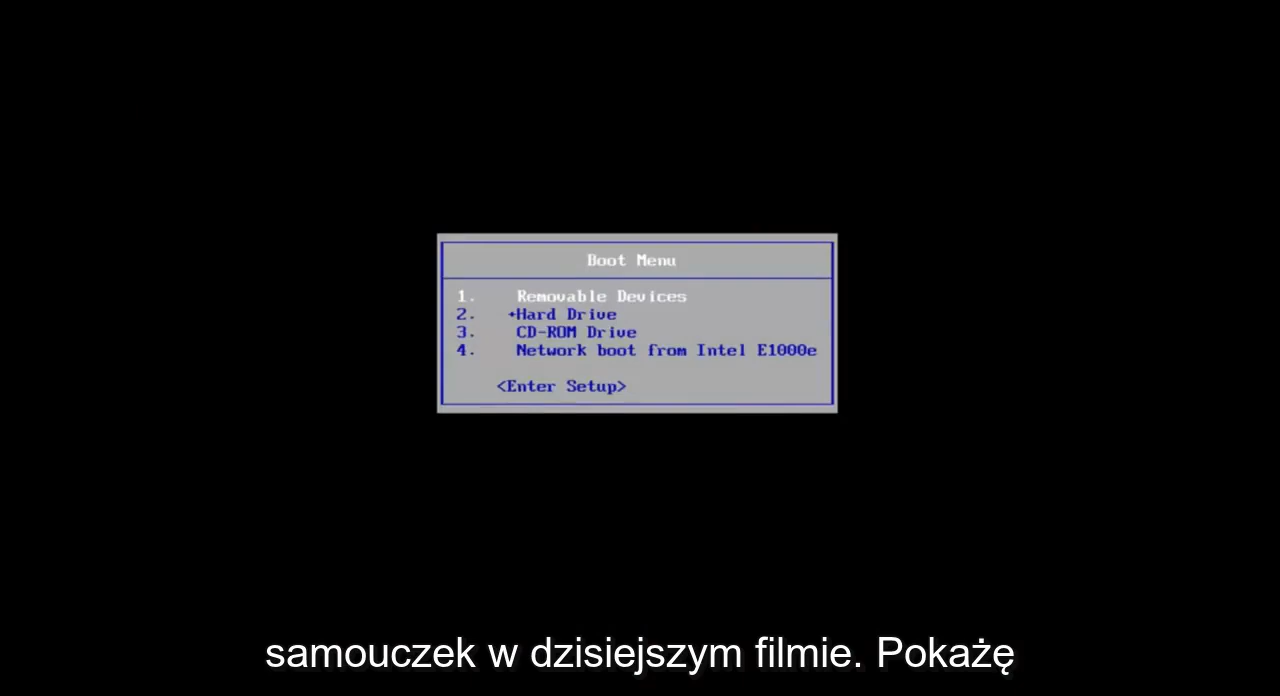 Boot Menu
1. Removable Devices
2. +Hard Drive
3. CD-ROM Drive
4. Network boot from Intel E1000e
<Enter Setup>
samouczek w dzisiejszym filmie. Pokażę